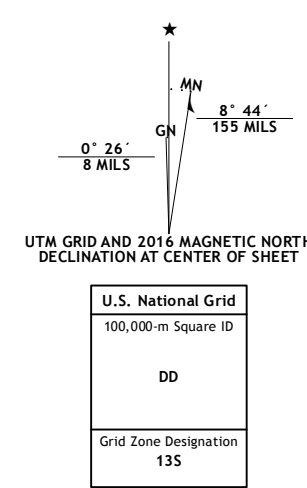 ★
MN
GN
8° 44´
155 MILS
0° 26´
8 MILS
UTM GRID AND 2016 MAGNETIC NORTH
DECLINATION AT CENTER OF SHEET
U.S. National Grid
100,000-m Square ID
DD
Grid Zone Designation
13S